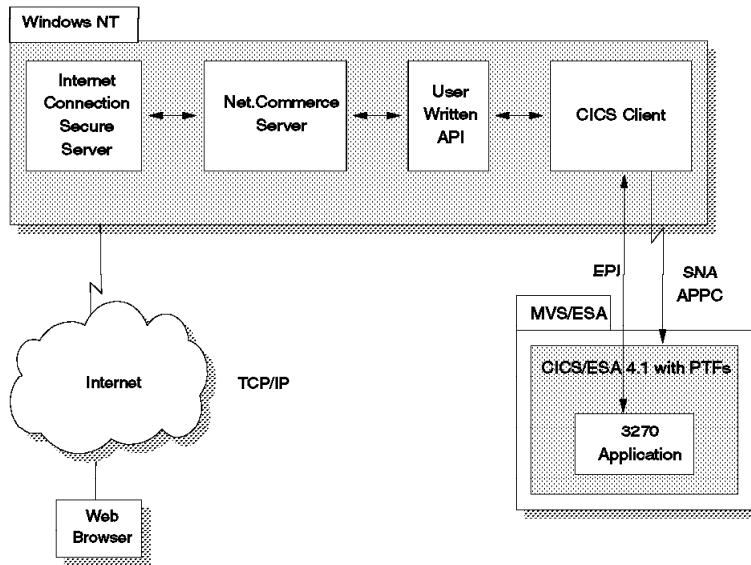 Windows NT
Internet
Connection
Secure
Server
Net.Commerce
Server
User
Written
API
CICS Client
EPI
SNA
APPC
MVS/ESA
CICS/ESA 4.1 with PTFs
3270
Application
Internet
TCP/IP
Web
Browser